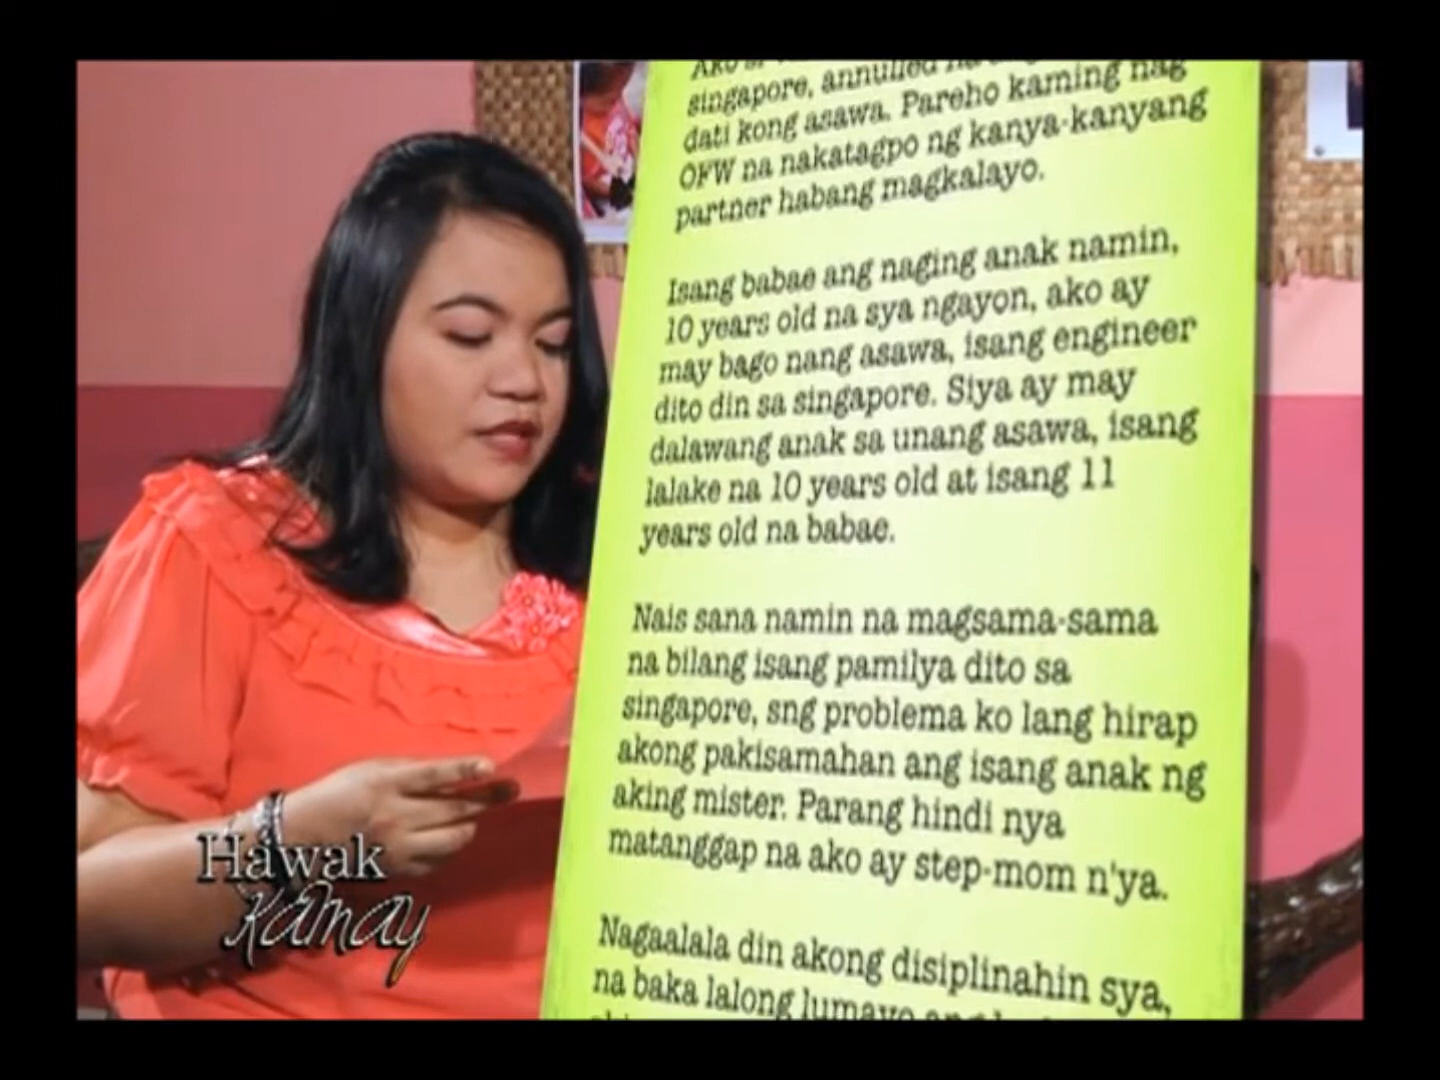 singapore, annulled na
dati kong asawa. Pareho kaming nag
OFW na nakatagpo ng kanya-kanyang
partner habang magkalayo.
Isang babae ang naging anak namin,
10 years old na sya ngayon, ako ay
may bago nang asawa, isang engineer
dito din sa singapore. Siya ay may
dalawang anak sa unang asawa, isang
lalake na 10 years old at isang 11
years old na babae.
Nais sana namin na magsama-sama
na bilang isang pamilya dito sa
singapore, sng problema ko lang hirap
akong pakisamahan ang isang anak ng
aking mister. Parang hindi nya
matanggap na ako ay step-mom n'ya.
Nagaalala din akong disiplinahin sya,
na baka lalong lumayo ang
Hawak
Kamay